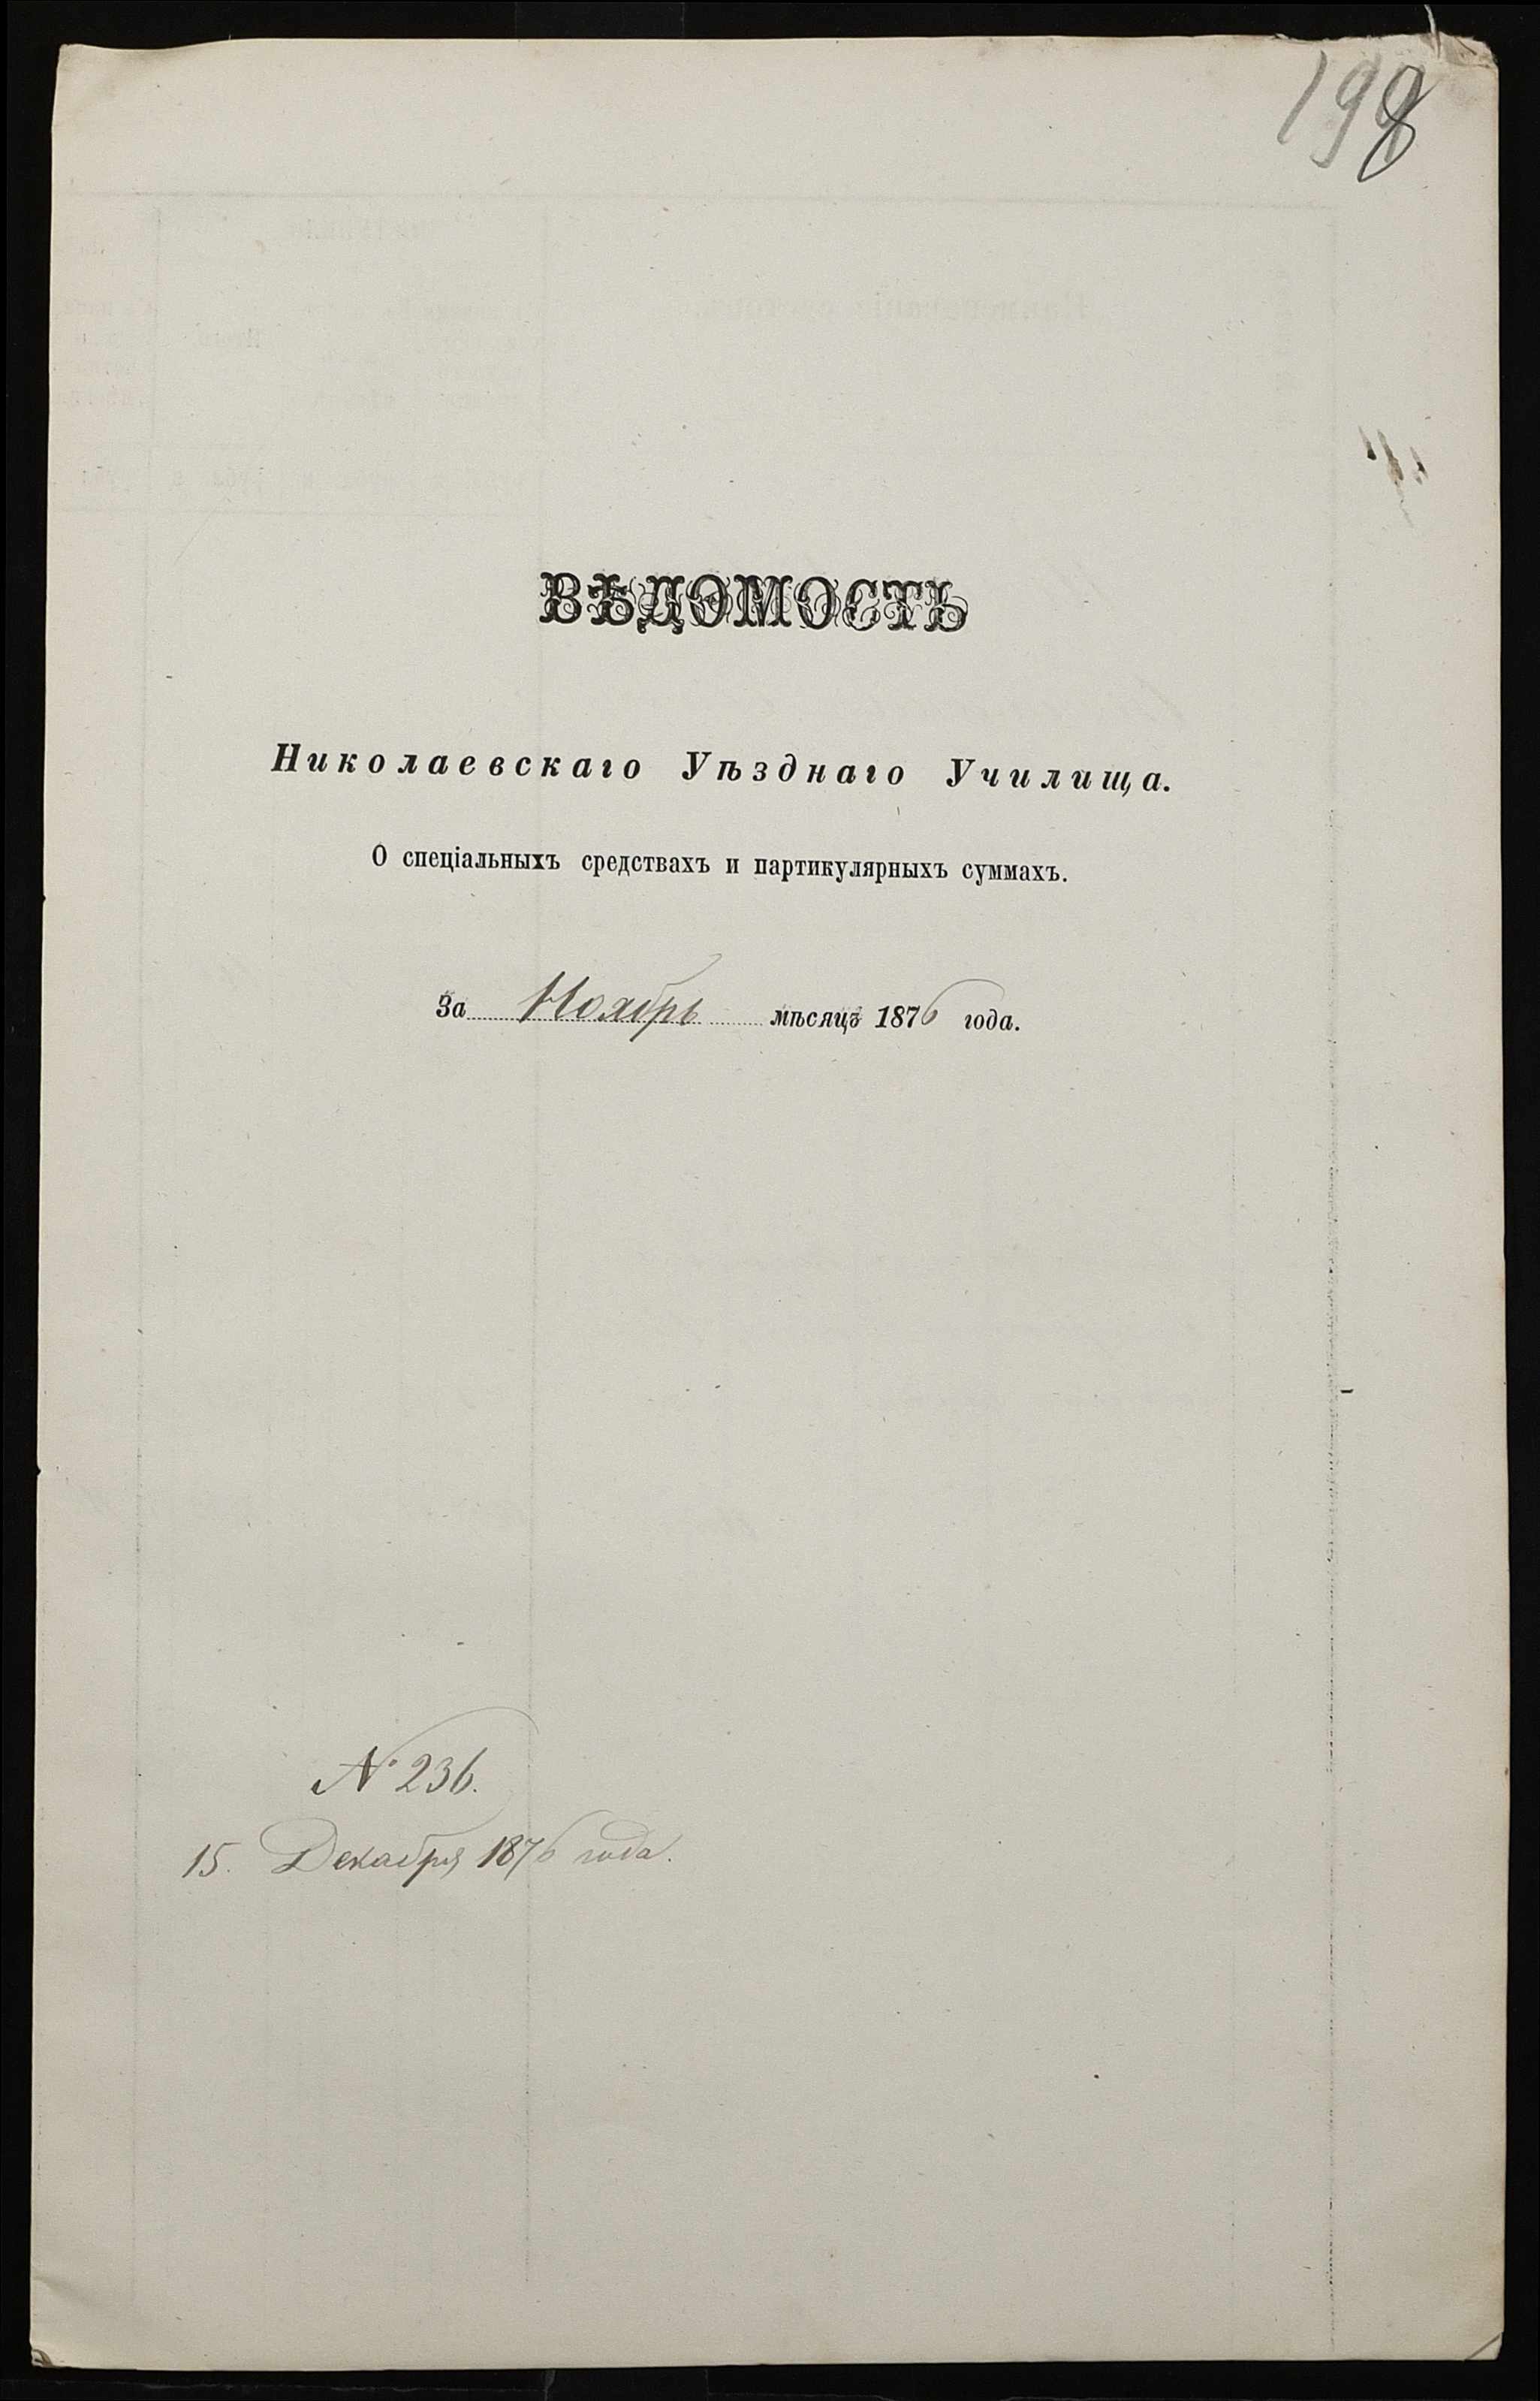 198
ВѢДОМОСТЬ
Николаевскаго Уѣзднаго Училища.
О спеціальныхъ средствахъ и партикулярныхъ суммахъ.
За Ноябрь мѣсяцъ 1876 года.
№ 236.
15. Декабря 1876 года.